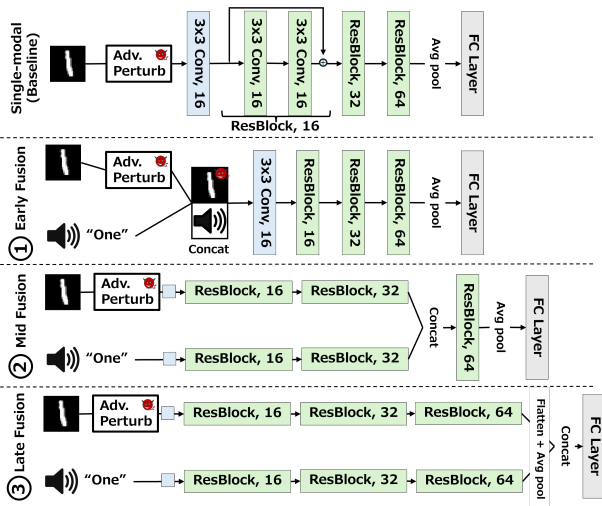 Single-modal
(Baseline)
Adv.
Perturb
3x3 Conv, 16
3x3 Conv, 16
3x3 Conv, 16
ResBlock, 16
ResBlock, 32
ResBlock, 64
Avg pool
FC Layer
1 Early Fusion
Adv.
Perturb
“One”
Concat
3x3 Conv, 16
ResBlock, 16
ResBlock, 32
ResBlock, 64
Avg pool
FC Layer
2 Mid Fusion
Adv.
Perturb
ResBlock, 16
ResBlock, 32
“One”
ResBlock, 16
ResBlock, 32
Concat
ResBlock, 64
Avg pool
FC Layer
3 Late Fusion
Adv.
Perturb
ResBlock, 16
ResBlock, 32
ResBlock, 64
“One”
ResBlock, 16
ResBlock, 32
ResBlock, 64
Flatten + Avg pool
Concat
FC Layer